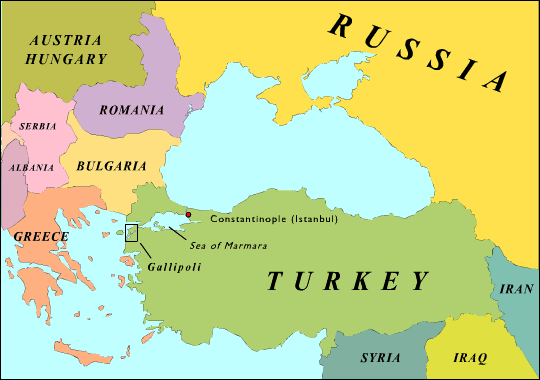 AUSTRIA
HUNGARY
RUSSIA
ROMANIA
SERBIA
ALBANIA
BULGARIA
GREECE
Constantinople (Istanbul)
Sea of Marmara
Gallipoli
TURKEY
IRAN
SYRIA
IRAQ